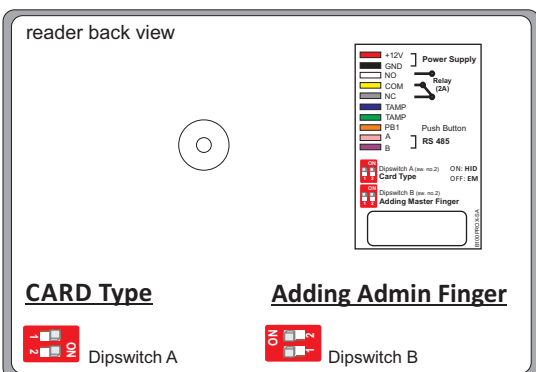 reader back view
+12V
GND
Power Supply
NO
COM
NC
Relay
(2A)
TAMP
TAMP
PB1 Push Button
A
B
RS 485
ON
1 2
Dipswitch A (sw. no.2) ON: HID
Card Type OFF: EM
ON
1 2
Dipswitch B (sw. no.2)
Adding Master Finger
B100PROX-SA
CARD Type
Adding Admin Finger
1 2
ON
Dipswitch A
ON
1 2
Dipswitch B